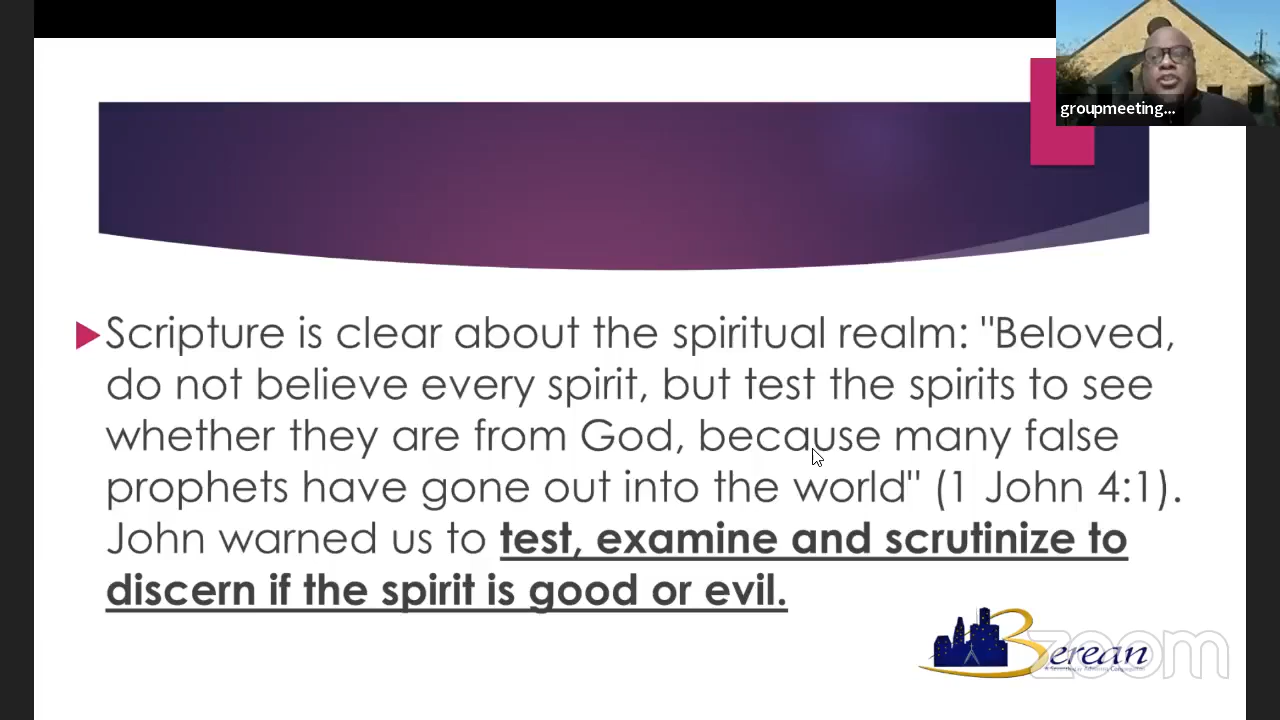 groupmeeting...
Scripture is clear about the spiritual realm: "Beloved,
do not believe every spirit, but test the spirits to see
whether they are from God, because many false
prophets have gone out into the world" (1 John 4:1).
John warned us to test, examine and scrutinize to
discern if the spirit is good or evil.
Berean
zoom